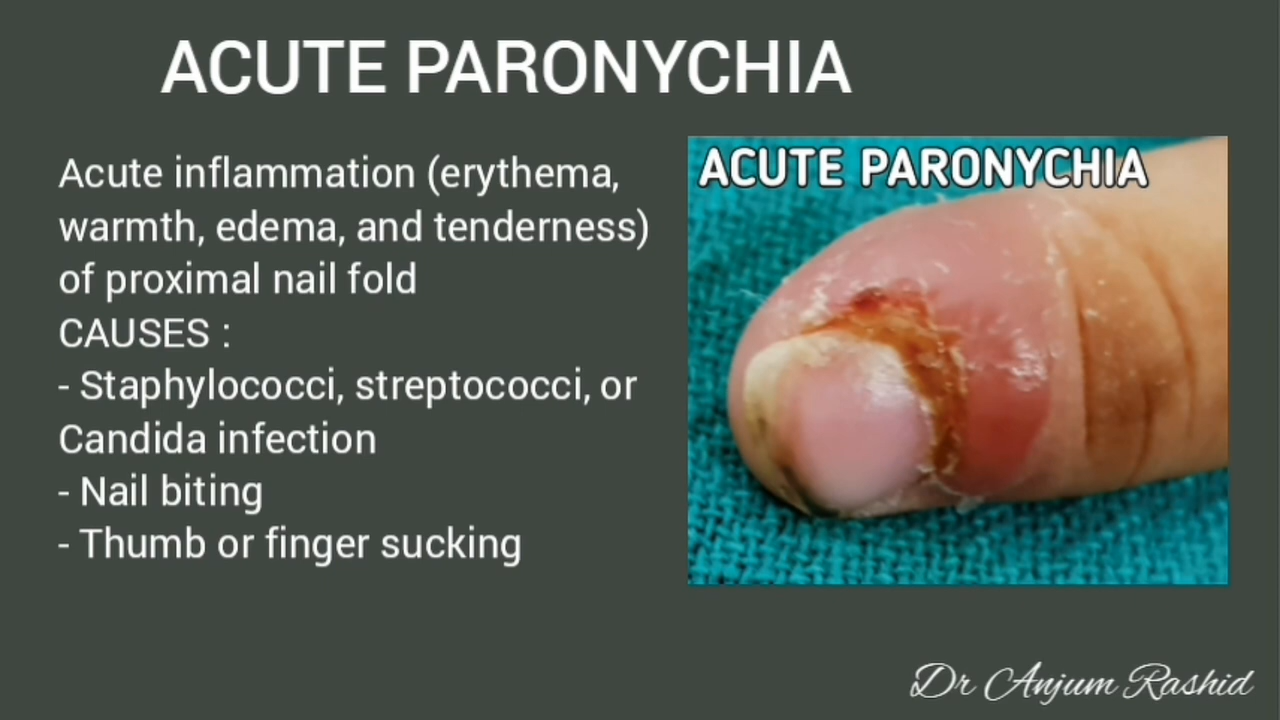 ACUTE PARONYCHIA
Acute inflammation (erythema,
warmth, edema, and tenderness)
of proximal nail fold
CAUSES :
- Staphylococci, streptococci, or
Candida infection
- Nail biting
- Thumb or finger sucking
ACUTE PARONYCHIA
Dr Anjum Rashid